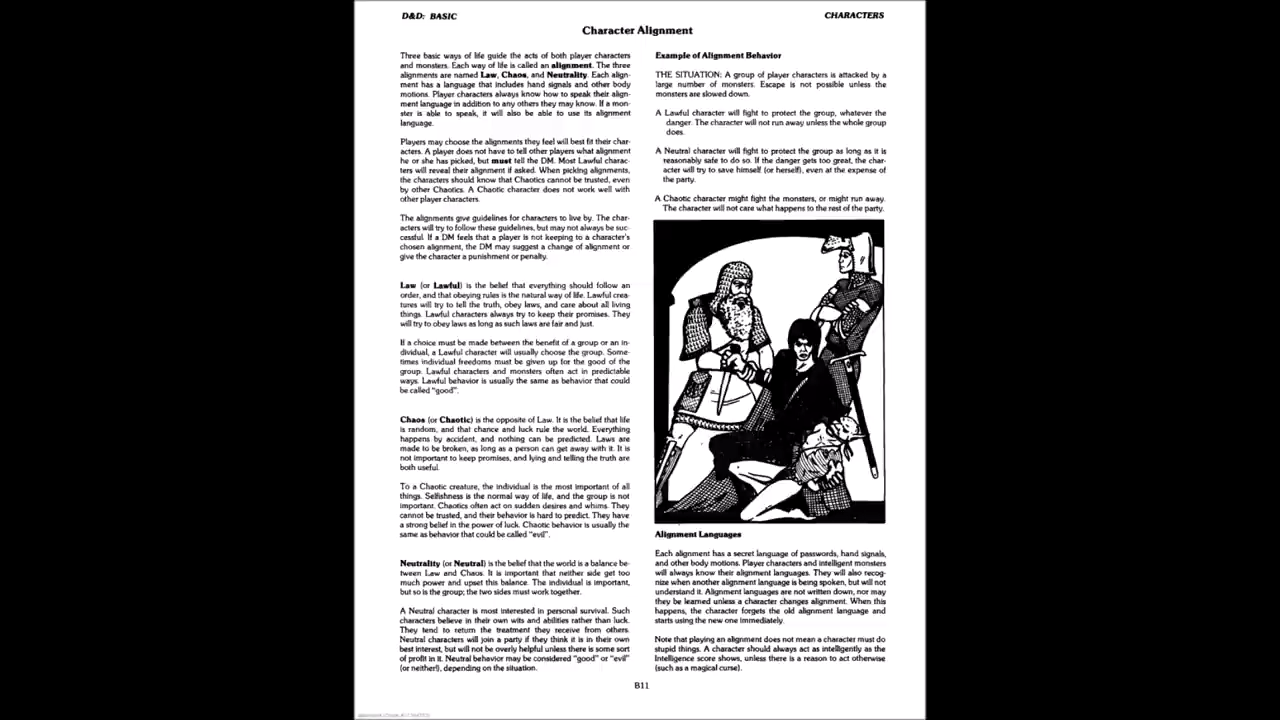 D&D: BASIC
CHARACTERS
Character Alignment
Three basic ways of life guide the acts of both player characters
and monsters. Each way of life is called an alignment. The three
alignments are named Law, Chaos, and Neutrality. Each align-
ment has a language that includes hand signals and other body
motions. Player characters always know how to speak their align-
ment language in addition to any others they may know. If a mon-
ster is able to speak, it will also be able to use its alignment
language.
Players may choose the alignments they feel will best fit their char-
acters. A player does not have to tell other players what alignment
he or she has picked, but must tell the DM. Most Lawful charac-
ters will reveal their alignment if asked. When picking alignments,
the characters should know that Chaotics cannot be trusted, even
by other Chaotics. A Chaotic character does not work well with
other player characters.
The alignments give guidelines for characters to live by. The char-
acters will try to follow these guidelines, but may not always be suc-
cessful. If a DM feels that a player is not keeping to a character's
chosen alignment, the DM may suggest a change of alignment or
give the character a punishment or penalty.
Law (or Lawful) is the belief that everything should follow an
order, and that obeying rules is the natural way of life. Lawful crea-
tures will try to tell the truth, obey laws, and care about all living
things. Lawful characters always try to keep their promises. They
will try to obey laws as long as such laws are fair and just.
If a choice must be made between the benefit of a group or an in-
dividual, a Lawful character will usually choose the group. Some-
times individual freedoms must be given up for the good of the
group. Lawful characters and monsters often act in predictable
ways. Lawful behavior is usually the same as behavior that could
be called "good".
Chaos (or Chaotic) is the opposite of Law. It is the belief that life
is random, and that chance and luck rule the world. Everything
happens by accident, and nothing can be predicted. Laws are
made to be broken, as long as a person can get away with it. It is
not important to keep promises, and lying and telling the truth are
both useful.
To a Chaotic creature, the individual is the most important of all
things. Selfishness is the normal way of life, and the group is not
important. Chaotics often act on sudden desires and whims. They
cannot be trusted, and their behavior is hard to predict. They have
a strong belief in the power of luck. Chaotic behavior is usually the
same as behavior that could be called "evil".
Neutrality (or Neutral) is the belief that the world is a balance be-
tween Law and Chaos. It is important that neither side get too
much power and upset this balance. The individual is important,
but so is the group; the two sides must work together.
A Neutral character is most interested in personal survival. Such
characters believe in their own wits and abilities rather than luck.
They tend to return the treatment they receive from others.
Neutral characters will join a party if they think it is in their own
best interest, but will not be overly helpful unless there is some sort
of profit in it. Neutral behavior may be considered "good" or "evil"
(or neither!), depending on the situation.
Example of Alignment Behavior
THE SITUATION: A group of player characters is attacked by a
large number of monsters. Escape is not possible unless the
monsters are slowed down.
A Lawful character will fight to protect the group, whatever the
danger. The character will not run away unless the whole group
does.
A Neutral character will fight to protect the group as long as it is
reasonably safe to do so. If the danger gets too great, the char-
acter will try to save himself (or herself), even at the expense of
the party.
A Chaotic character might fight the monsters, or might run away.
The character will not care what happens to the rest of the party.
Alignment Languages
Each alignment has a secret language of passwords, hand signals,
and other body motions. Player characters and intelligent monsters
will always know their alignment languages. They will also recog-
nize when another alignment language is being spoken, but will not
understand it. Alignment languages are not written down, nor may
they be learned unless a character changes alignment. When this
happens, the character forgets the old alignment language and
starts using the new one immediately.
Note that playing an alignment does not mean a character must do
stupid things. A character should always act as intelligently as the
Intelligence score shows, unless there is a reason to act otherwise
(such as a magical curse).
B11